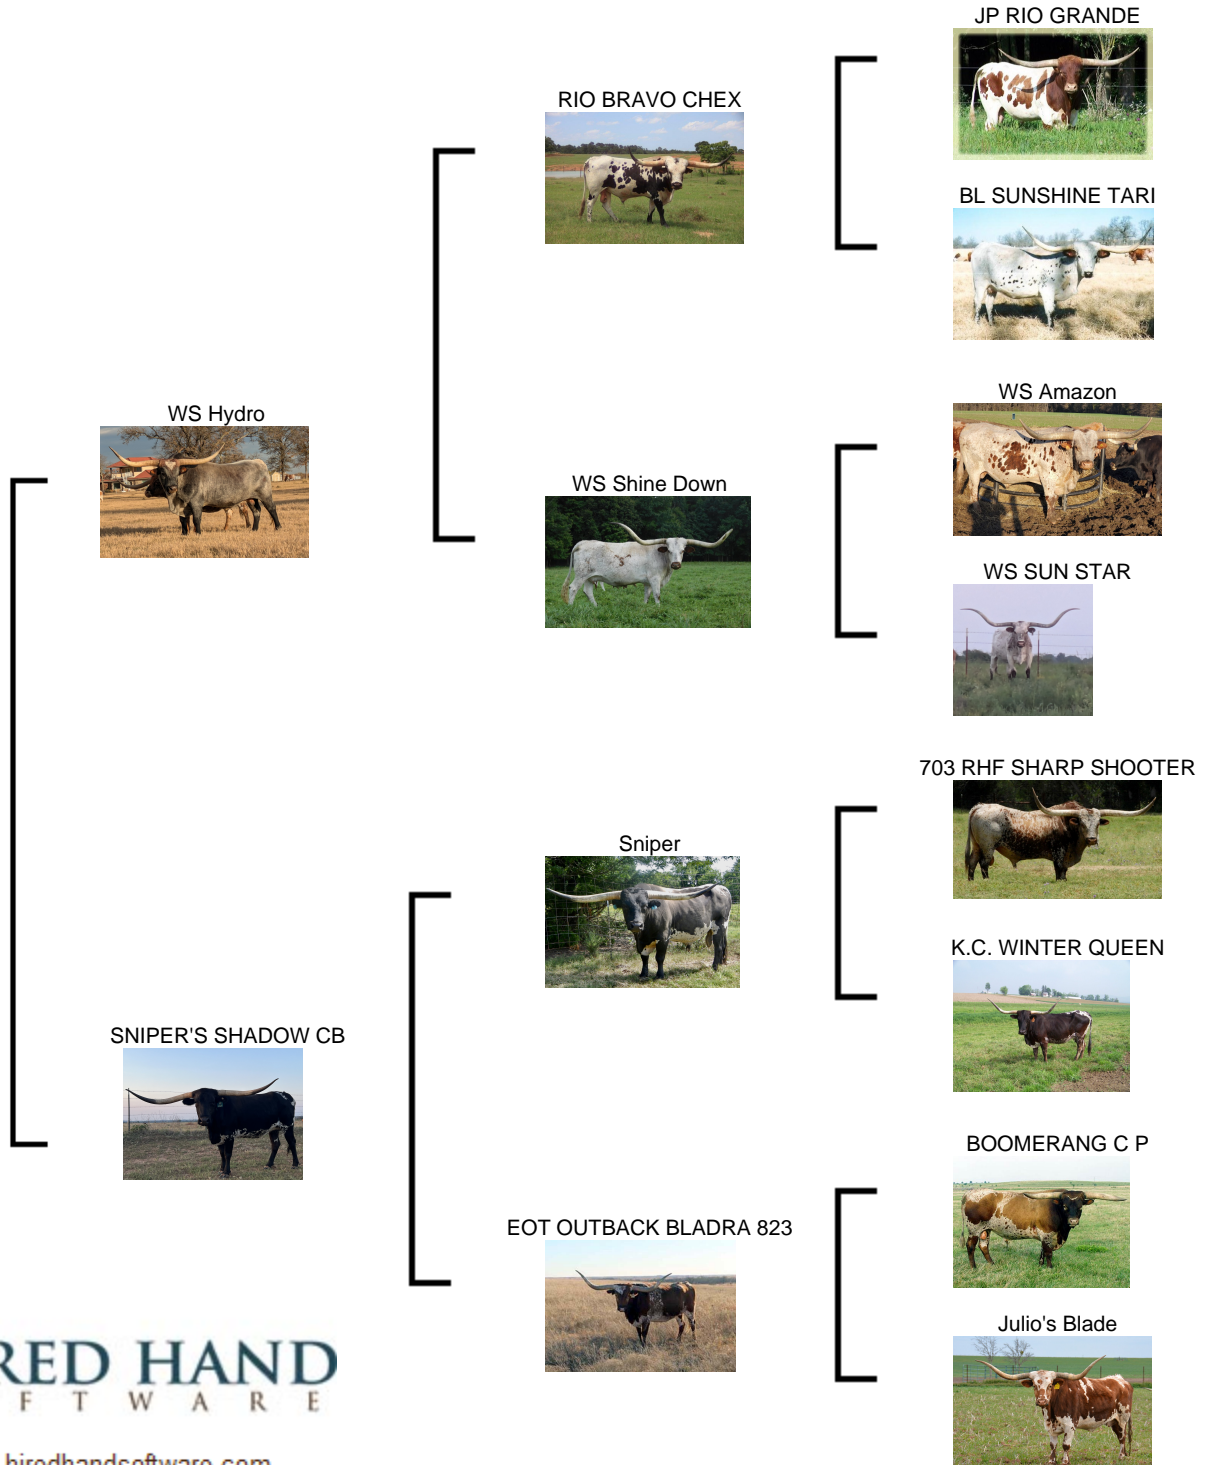 JP RIO GRANDE
RIO BRAVO CHEX
BL SUNSHINE TARI
WS Amazon
WS Hydro
WS Shine Down
WS SUN STAR
703 RHF SHARP SHOOTER
Sniper
K.C. WINTER QUEEN
SNIPER'S SHADOW CB
BOOMERANG C P
EOT OUTBACK BLADRA 823
Julio's Blade
RED HAND
F T W A R E
hiredhandsoftware.com